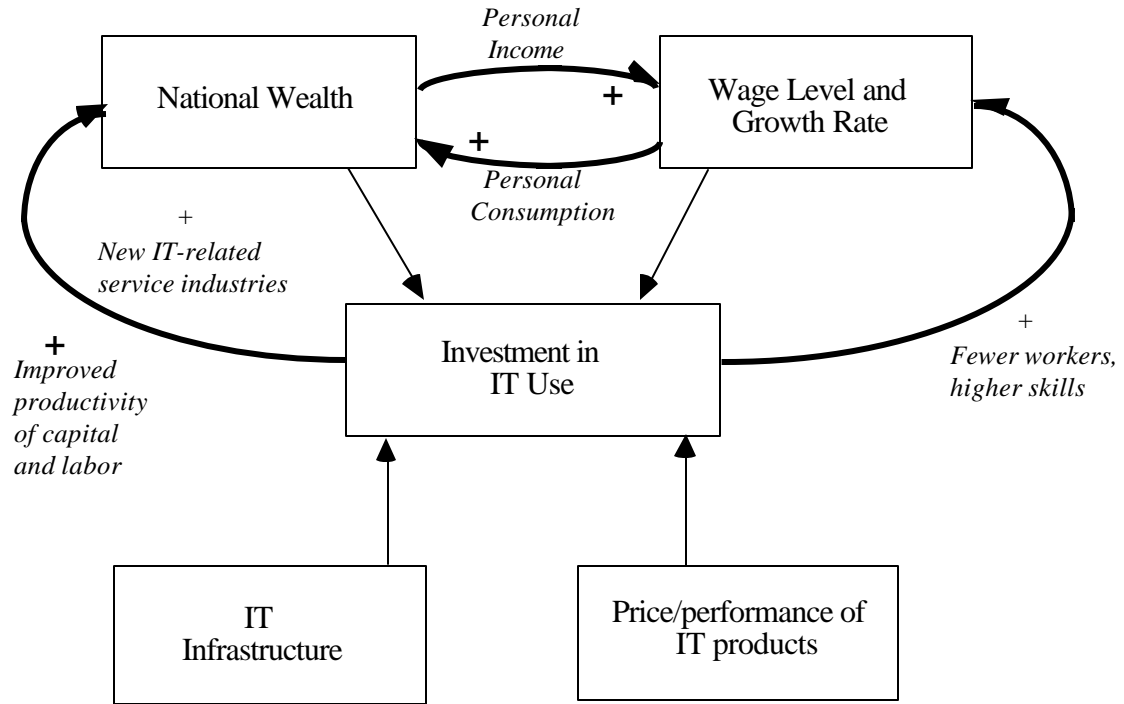 Personal
Income
National Wealth
+
Wage Level and
Growth Rate
+
Personal
Consumption
+
New IT-related
service industries
+
Improved
productivity
of capital
and labor
Investment in
IT Use
+
Fewer workers,
higher skills
IT
Infrastructure
Price/performance of
IT products